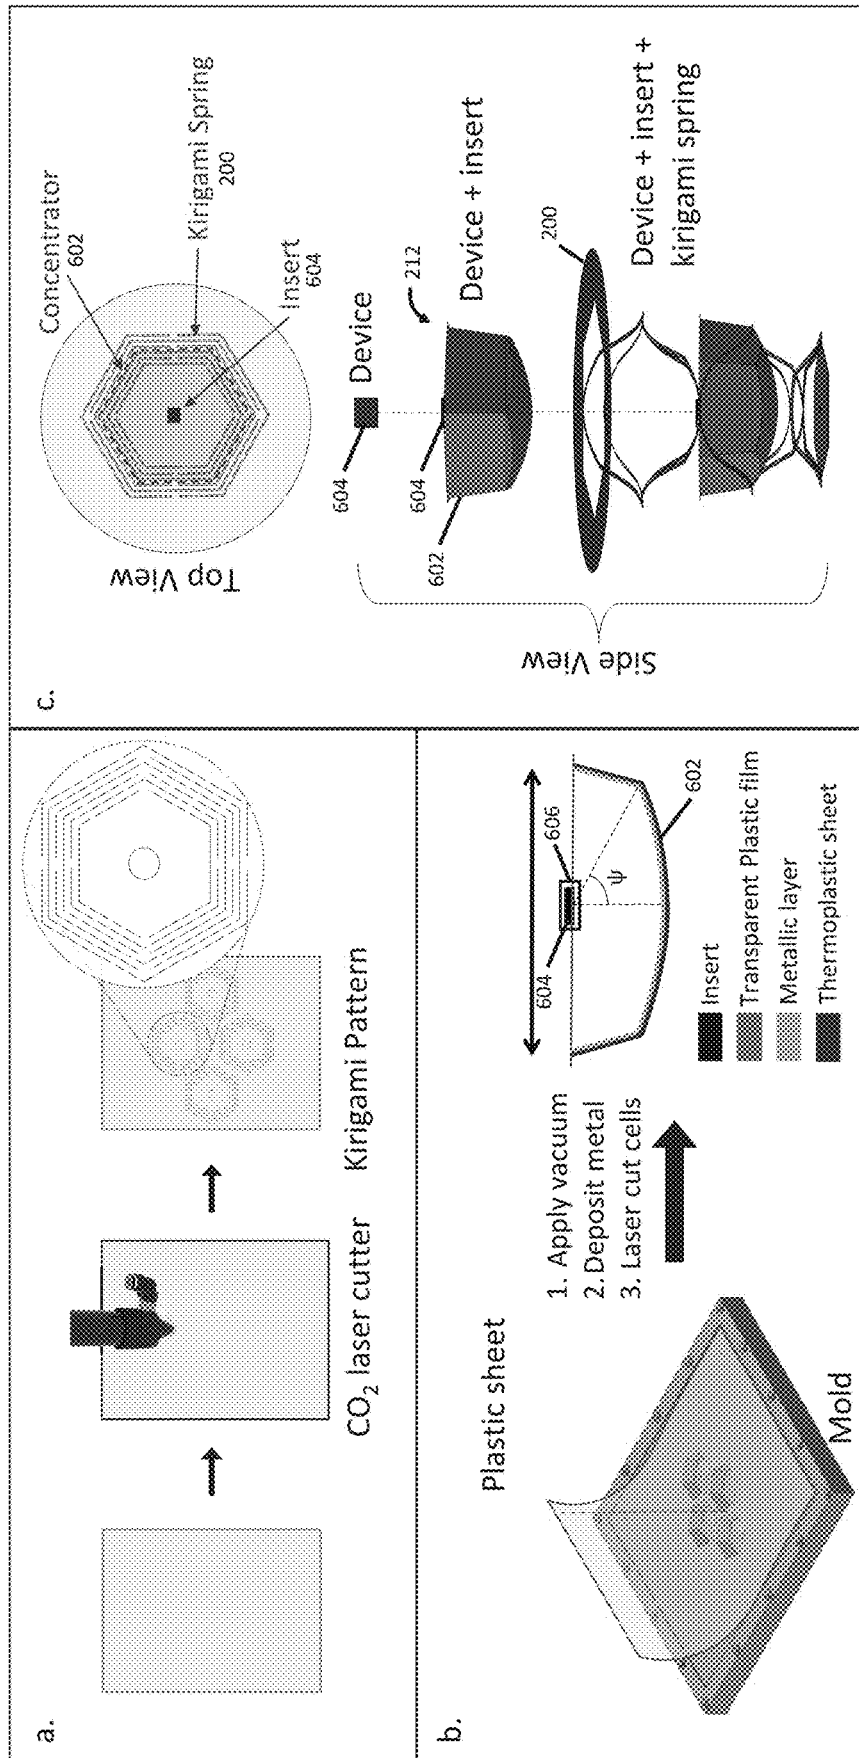 a.
CO₂ laser cutter
Kirigami Pattern
b.
Plastic sheet
Mold
1. Apply vacuum
2. Deposit metal
3. Laser cut cells
604
606
ψ
602
Insert
Transparent Plastic film
Metallic layer
Thermoplastic sheet
c.
Top View
Concentrator
602
Kirigami Spring
200
Insert
604
Side View
604
Device
604
602
212
Device + insert
200
Device + insert +
kirigami spring